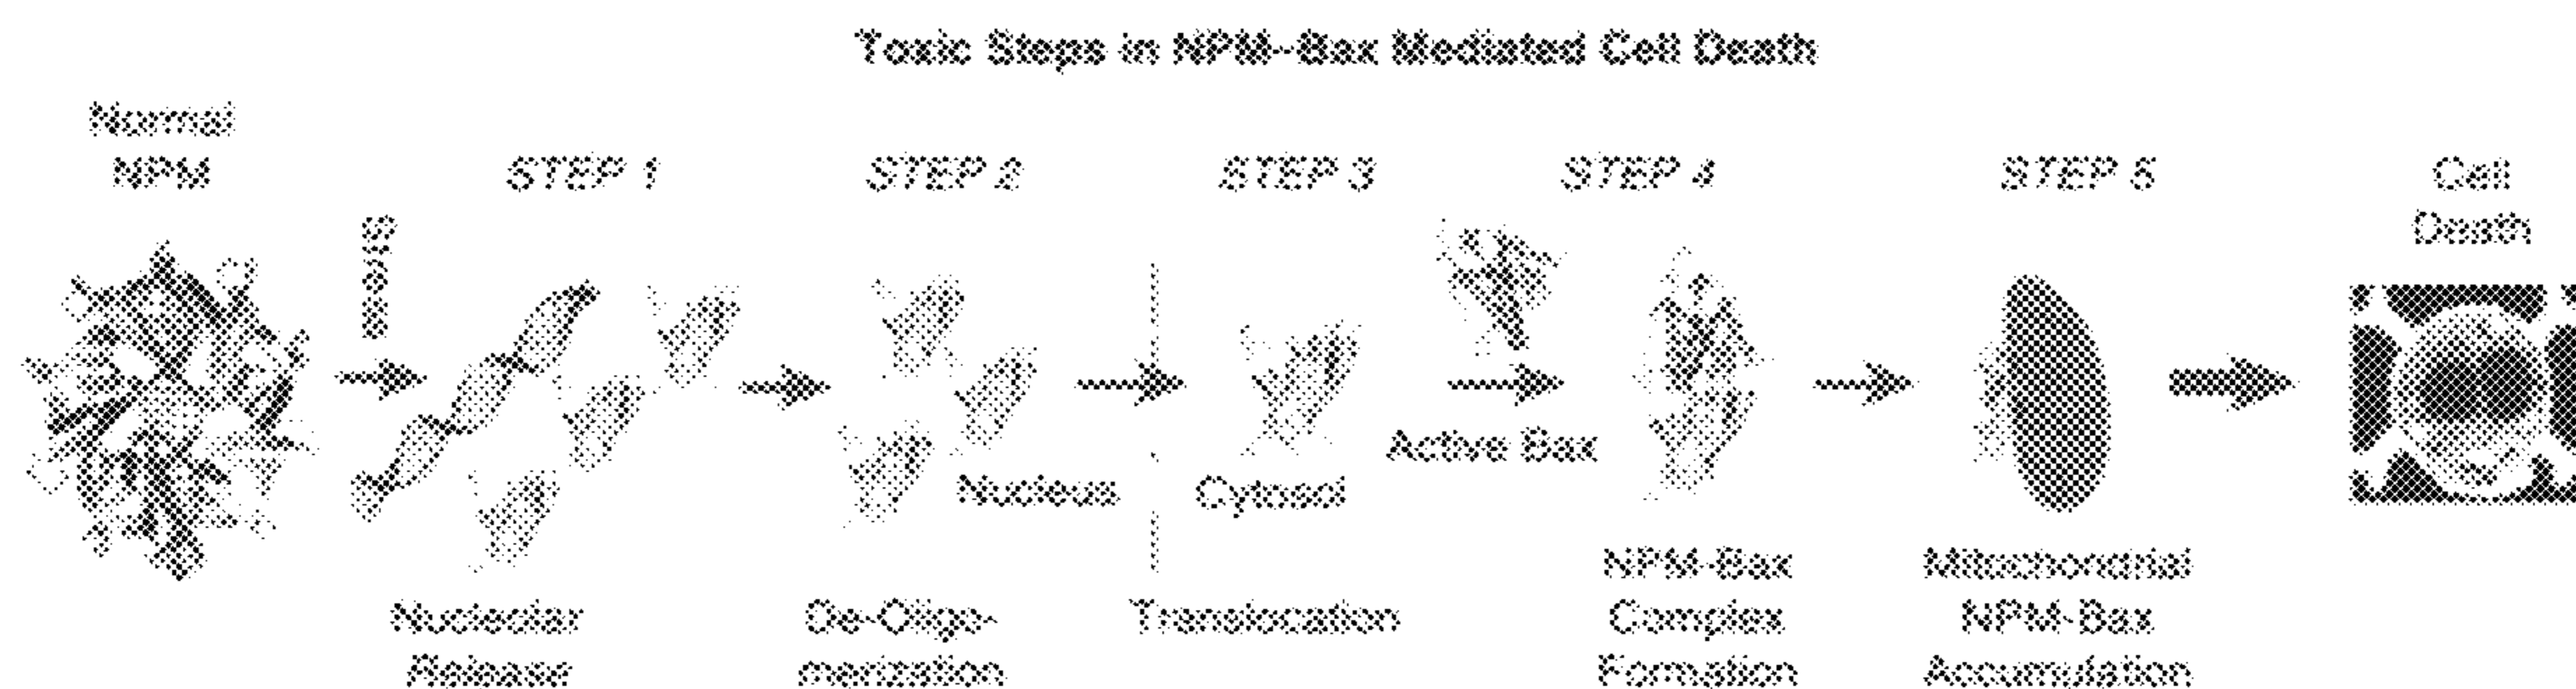 Toxic Steps in NPM-Bax Mediated Cell Death
Normal
NPM
STEP 1
STEP 2
STEP 3
STEP 4
STEP 5
Cell
Death
Stress
Active Bax
Nucleus
Cytosol
Nucleolar
Release
De-Oligo-
merization
Translocation
NPM-Bax
Complex
Formation
Mitochondrial
NPM-Bax
Accumulation